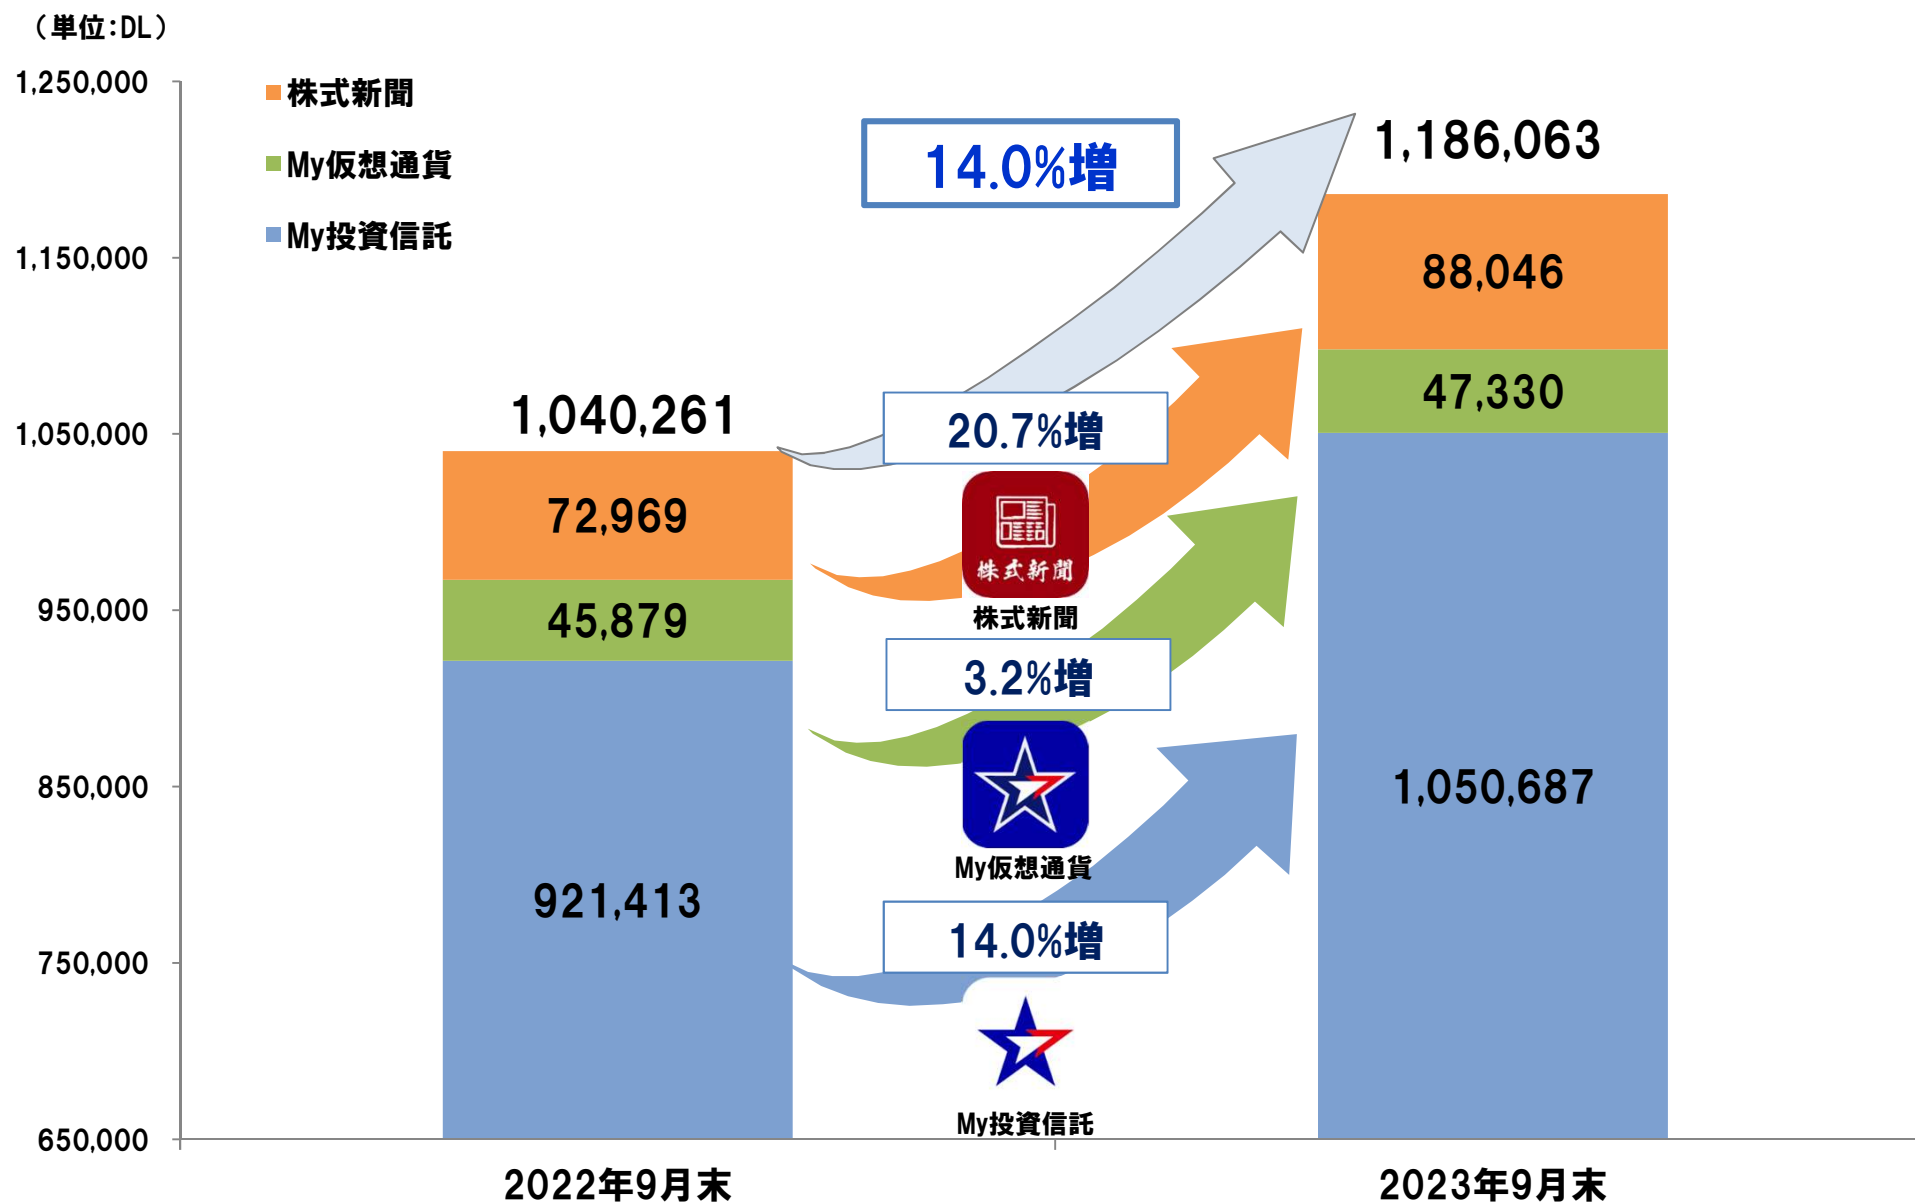 （単位：DL）
1,250,000
1,150,000
1,050,000
950,000
850,000
750,000
650,000
株式新聞
My仮想通貨
My投資信託
14.0%増
1,186,063
88,046
47,330
1,050,687
1,040,261
72,969
45,879
921,413
20.7%増
株式新聞
株式新聞
3.2%増
My仮想通貨
14.0%増
My投資信託
2022年9月末
2023年9月末